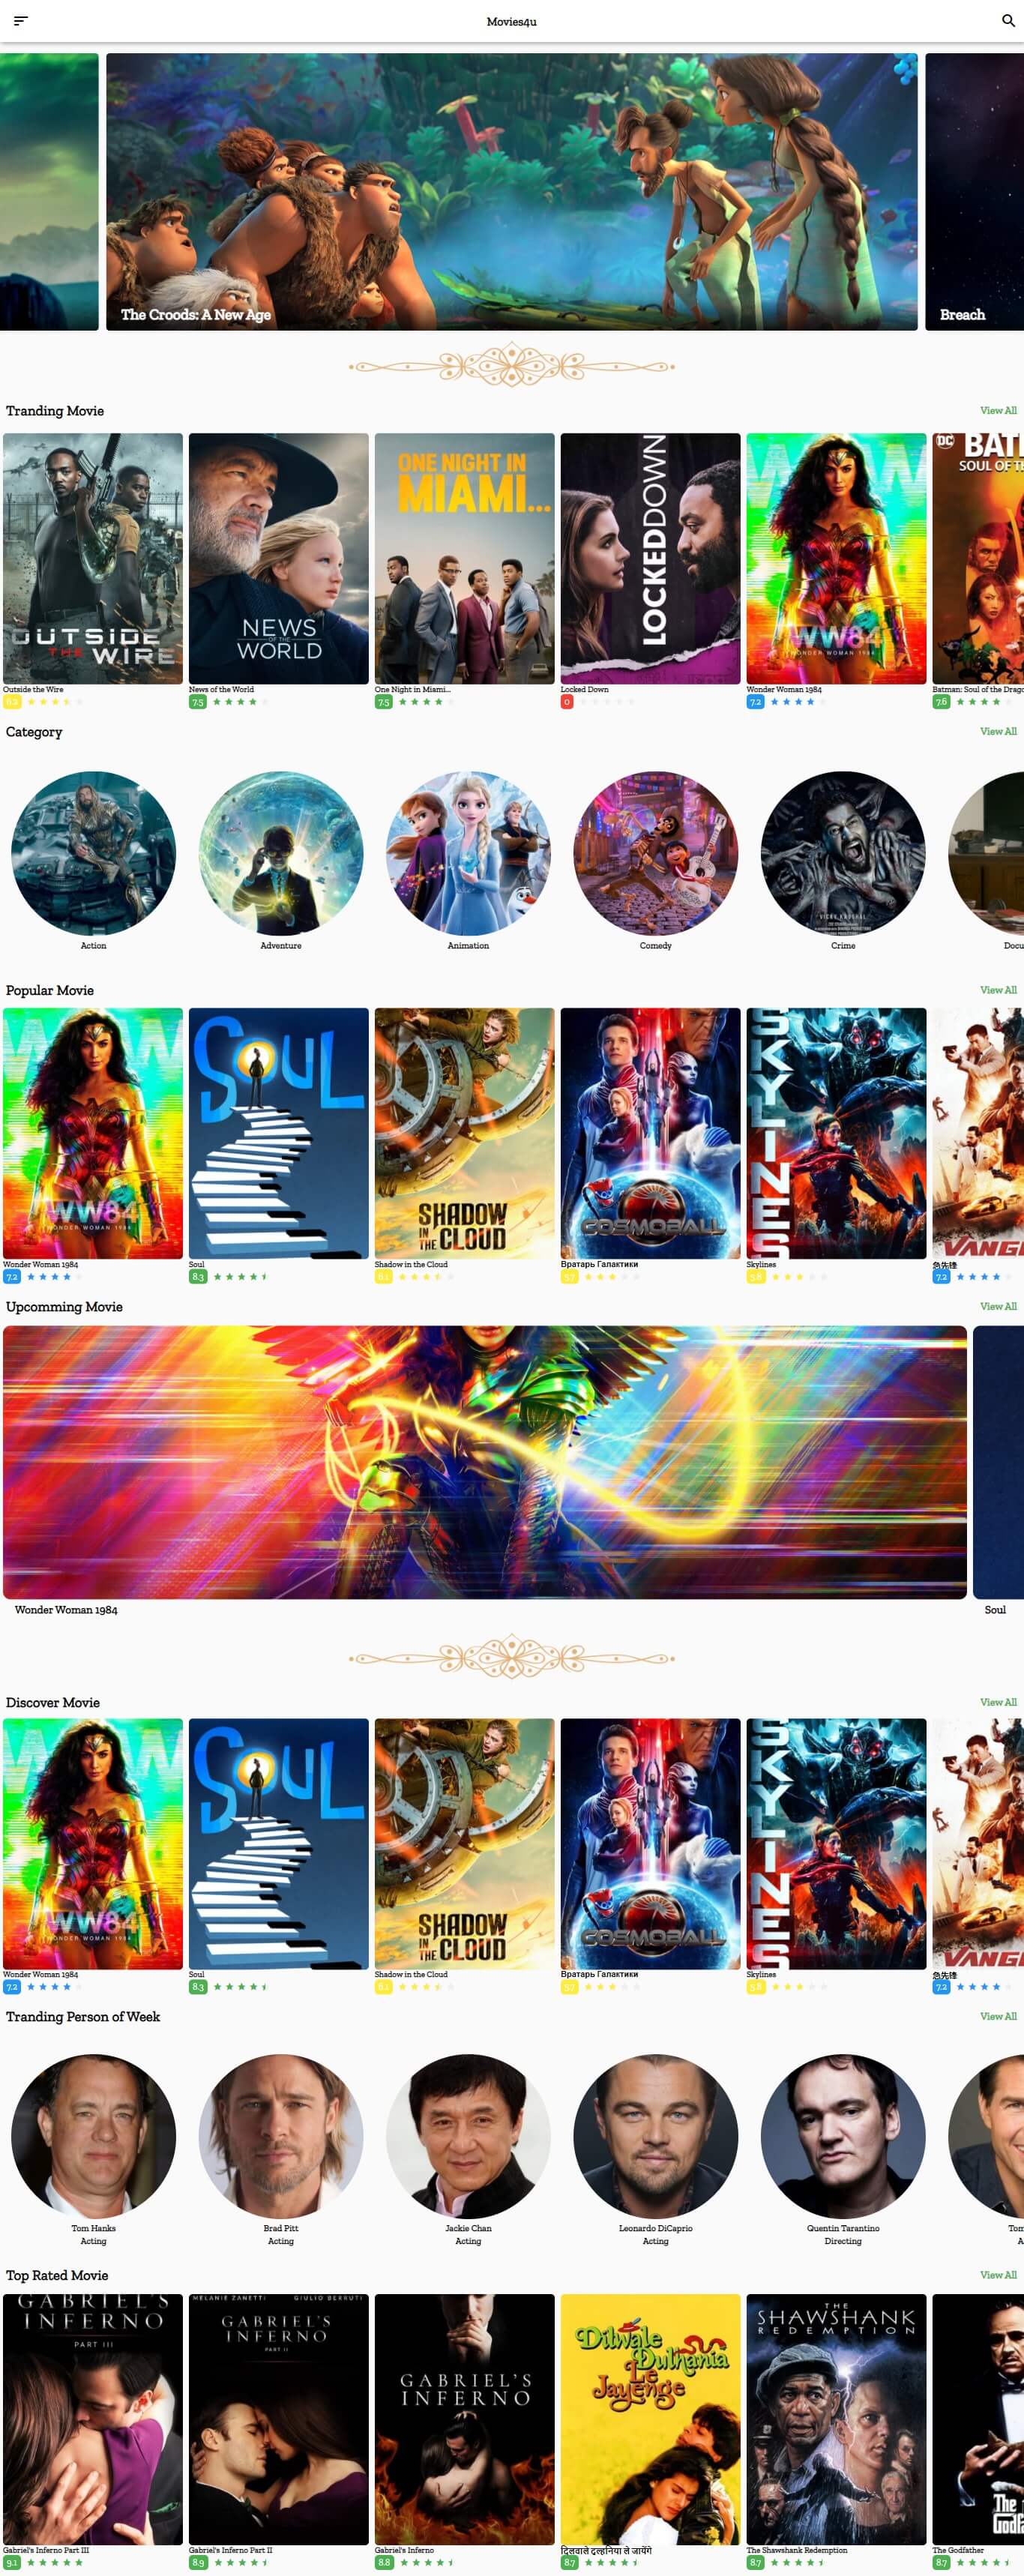 Movies4u
The Croods: A New Age
Breach
Tranding Movie
View All
OUTSIDE
THE WIRE
NEWS
OF THE
WORLD
ONE NIGHT IN
MIAMI...
LOCKEDDOWN
WW84
WONDER WOMAN 1984
DC
SOUL OF
Outside the Wire
News of the World
One Night in Miami...
Locked Down
Wonder Woman 1984
Batman: Soul of the Drago
7.5
7.5
0
7.2
7.6
Category
View All
VICKY KAUSHAL
Action
Adventure
Animation
Comedy
Crime
Docu
Popular Movie
View All
WW84
WONDER WOMAN 1984
SOUL
SHADOW
IN THE CLOUD
COSMOBALL
SKYLINES
VANG
Wonder Woman 1984
Soul
Shadow in the Cloud
Вратарь Галактики
Skylines
急先锋
7.2
8.3
6.1
5.7
5.8
7.2
Upcomming Movie
View All
Wonder Woman 1984
Soul
Discover Movie
View All
WW84
WONDER WOMAN 1984
SOUL
SHADOW
IN THE CLOUD
COSMOBALL
SKYLINES
VANG
Wonder Woman 1984
Soul
Shadow in the Cloud
Вратарь Галактики
Skylines
急先锋
7.2
8.3
6.1
5.7
5.8
7.2
Tranding Person of Week
View All
Tom Hanks
Brad Pitt
Jackie Chan
Leonardo DiCaprio
Quentin Tarantino
Tom
Acting
Acting
Acting
Acting
Directing
A
Top Rated Movie
View All
GABRIEL'S
INFERNO
PART III
MELANIE ZANETTI GIULIO BERRUTI
GABRIEL'S
INFERNO
PART II
GABRIEL'S
INFERNO
Dilwale
Dulhania
Le
Jayenge
THE
SHAWSHANK
REDEMPTION
The
Godf
Gabriel's Inferno Part III
Gabriel's Inferno Part II
Gabriel's Inferno
दिलवाले दुल्हनिया ले जायेंगे
The Shawshank Redemption
The Godfather
9.1
8.9
8.8
8.7
8.7
8.7